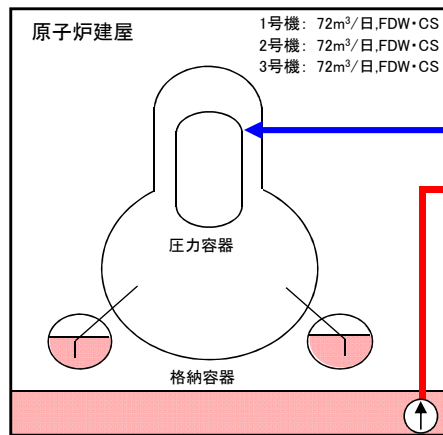 原子炉建屋
1号機: 72m³/日,FDW・CS
2号機: 72m³/日,FDW・CS
3号機: 72m³/日,FDW・CS
圧力容器
格納容器